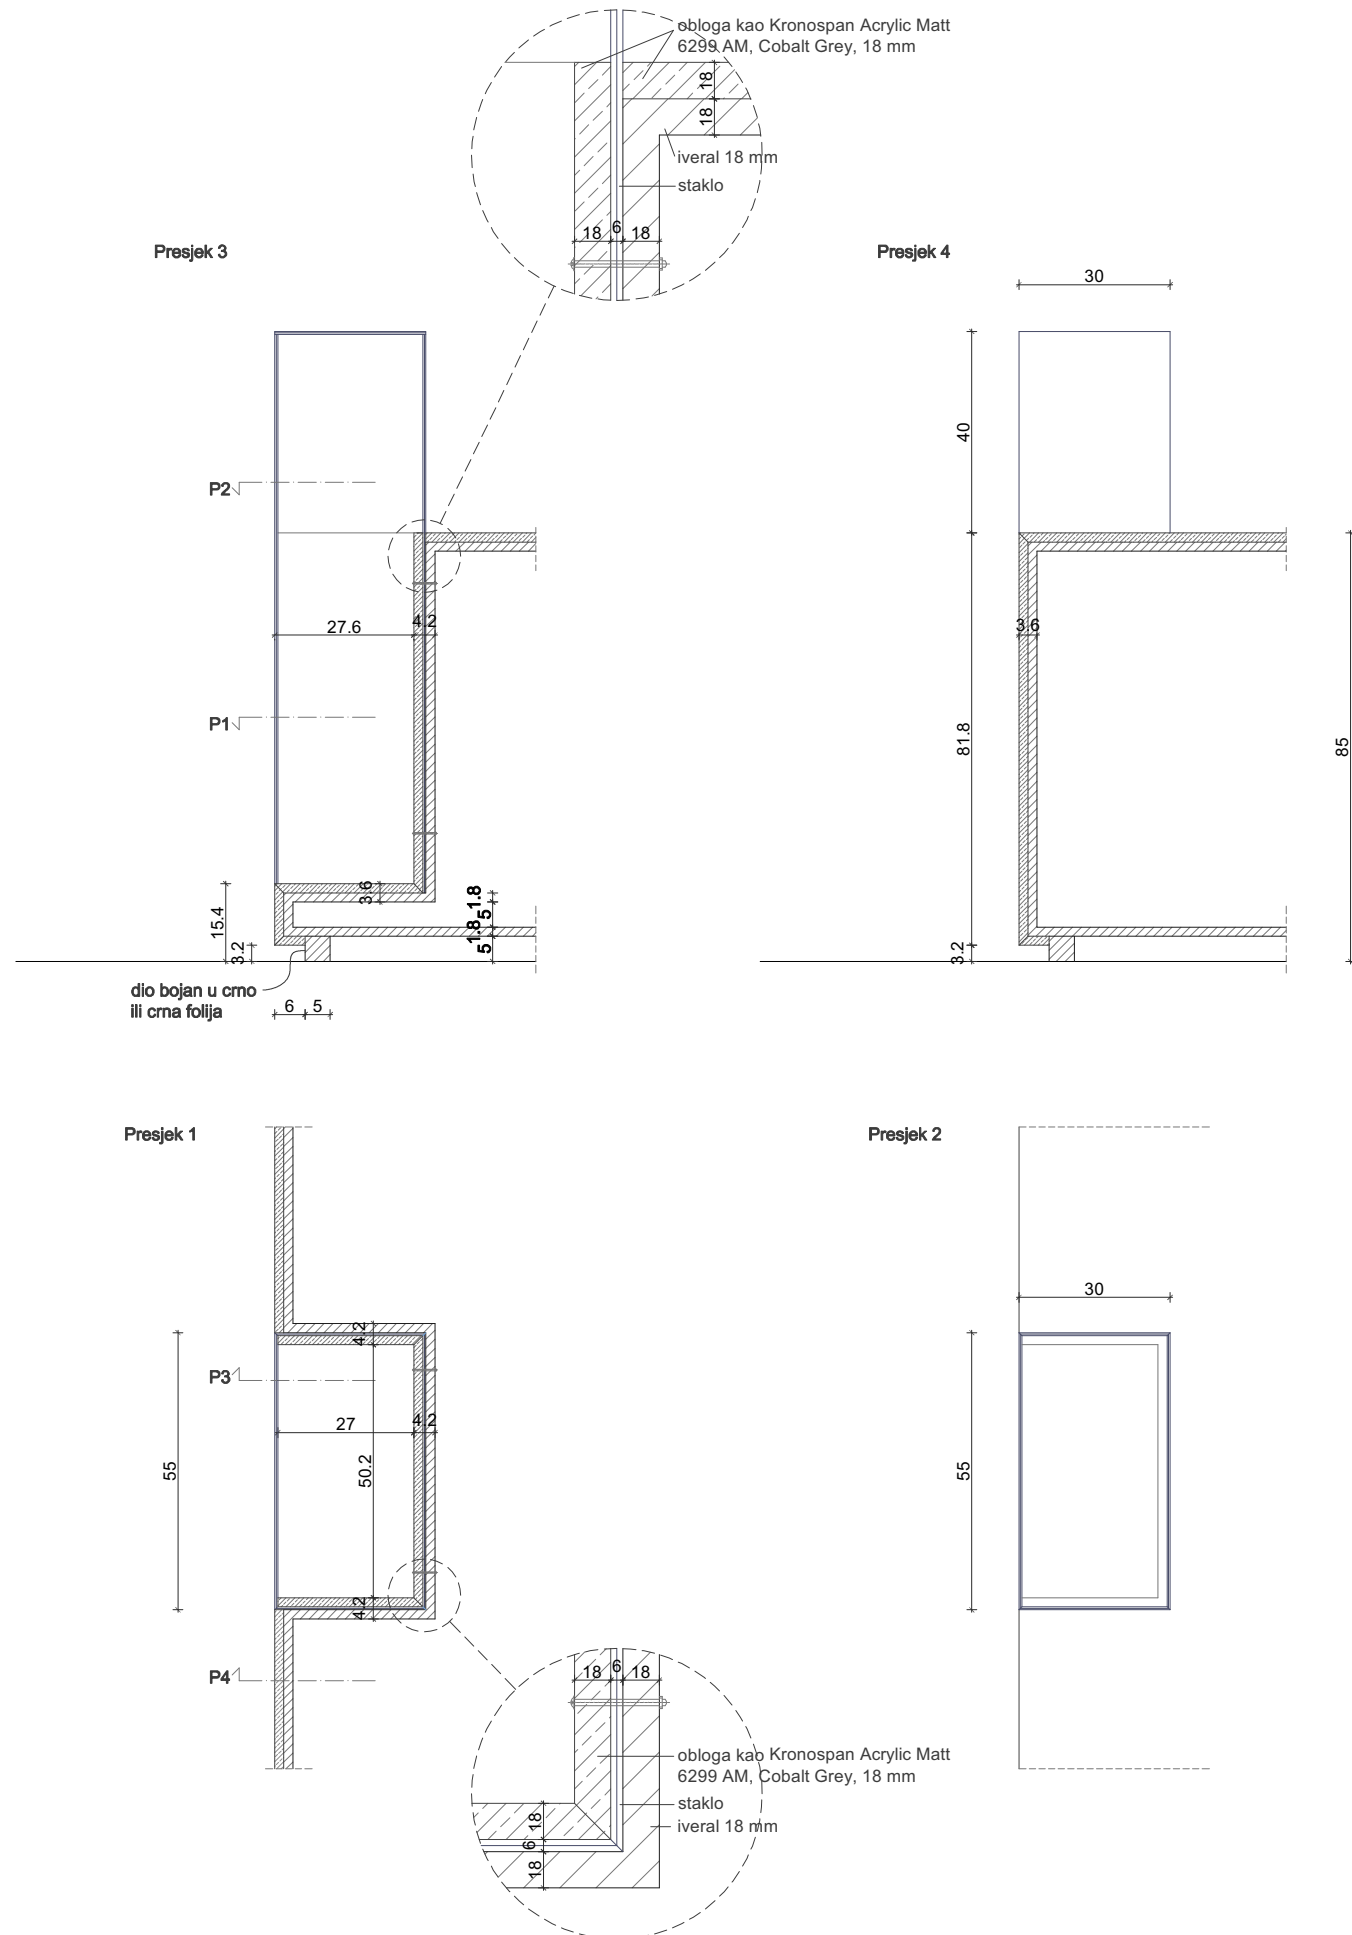 obloga kao Kronospan Acrylic Matt
6299 AM, Cobalt Grey, 18 mm
18
18
iveral 18 mm
staklo
18 6 18
Presjek 3
Presjek 4
30
40
P2
27.6
4.2
3.6
P1
81.8
85
3.6
1.8
5
1.8
5
15.4
3.2
3.2
dio bojan u crno
ili crna folija
6 5
Presjek 1
Presjek 2
30
4.2
P3
27
4.2
55
50.2
55
4.2
P4
18 6 18
obloga kao Kronospan Acrylic Matt
6299 AM, Cobalt Grey, 18 mm
staklo
iveral 18 mm
18
6
18